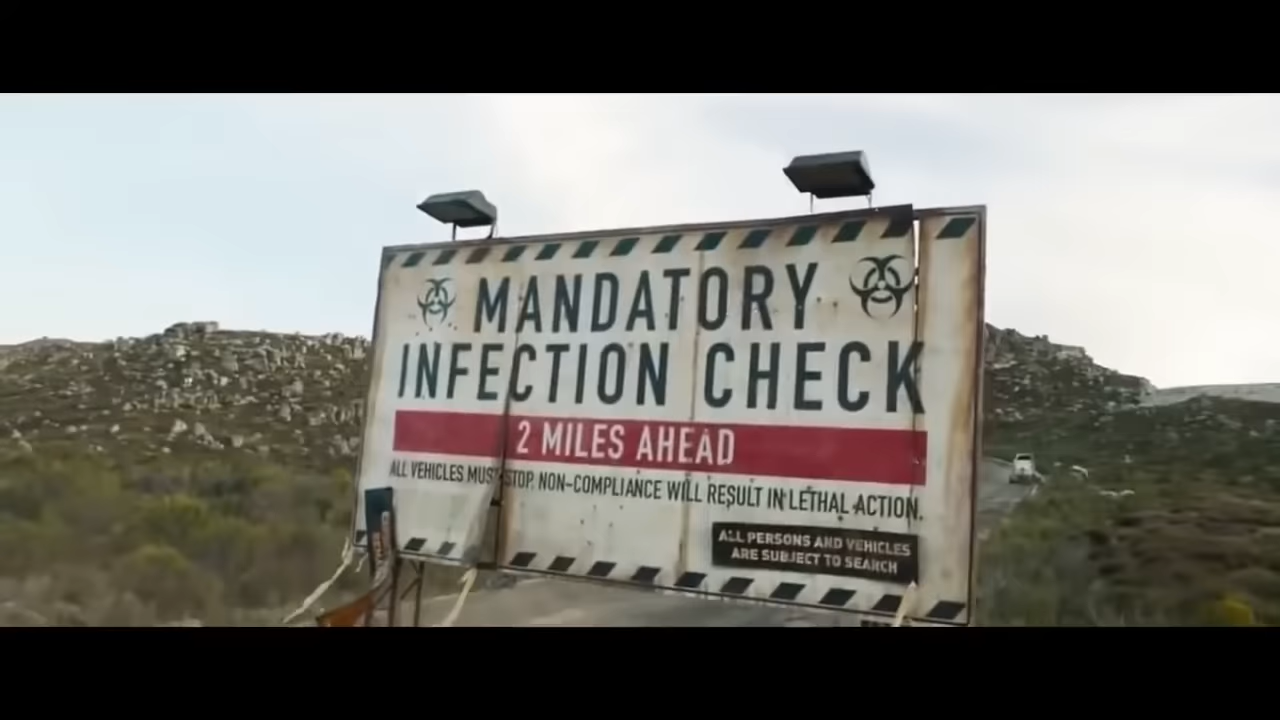 MANDATORY
INFECTION CHECK
2 MILES AHEAD
ALL VEHICLES MUST STOP. NON-COMPLIANCE WILL RESULT IN LETHAL ACTION.
ALL PERSONS AND VEHICLES
ARE SUBJECT TO SEARCH